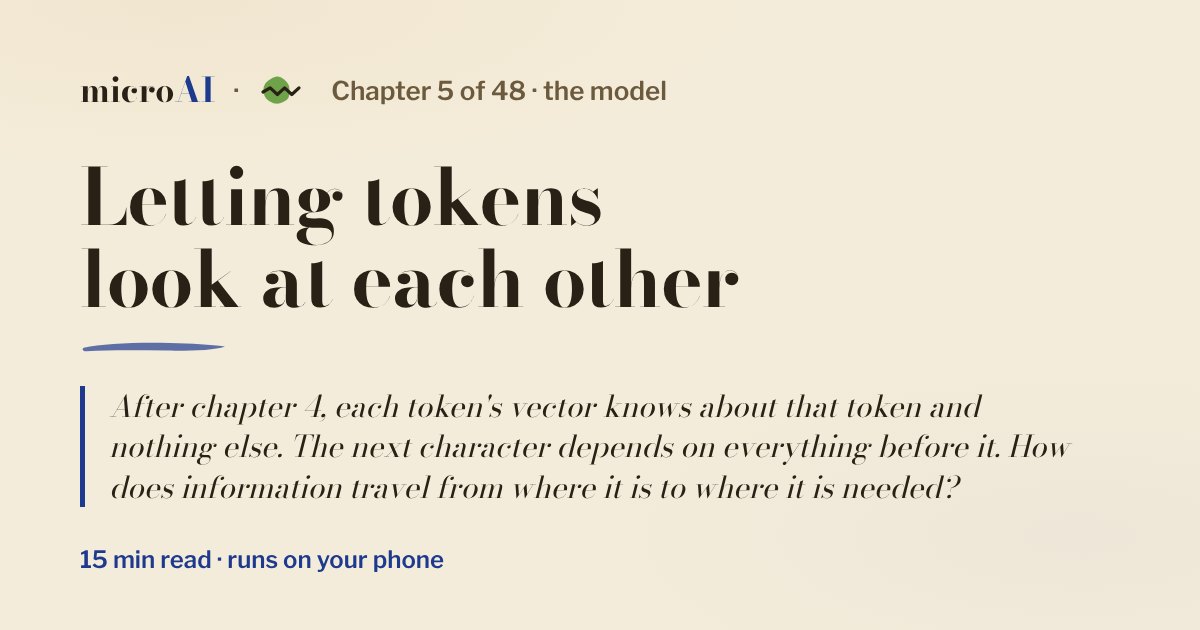 microAI · Chapter 5 of 48 · the model
Letting tokens
look at each other
After chapter 4, each token's vector knows about that token and
nothing else. The next character depends on everything before it. How
does information travel from where it is to where it is needed?
15 min read · runs on your phone